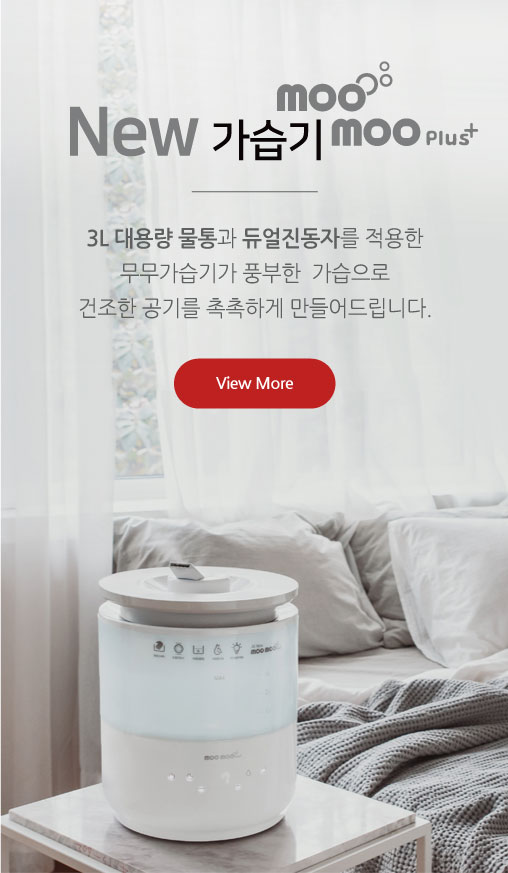 New 가습기 moo moo Plus+
3L 대용량 물통과 듀얼진동자를 적용한
무무가습기가 풍부한 가습으로
건조한 공기를 촉촉하게 만들어드립니다.
View More
moo moo